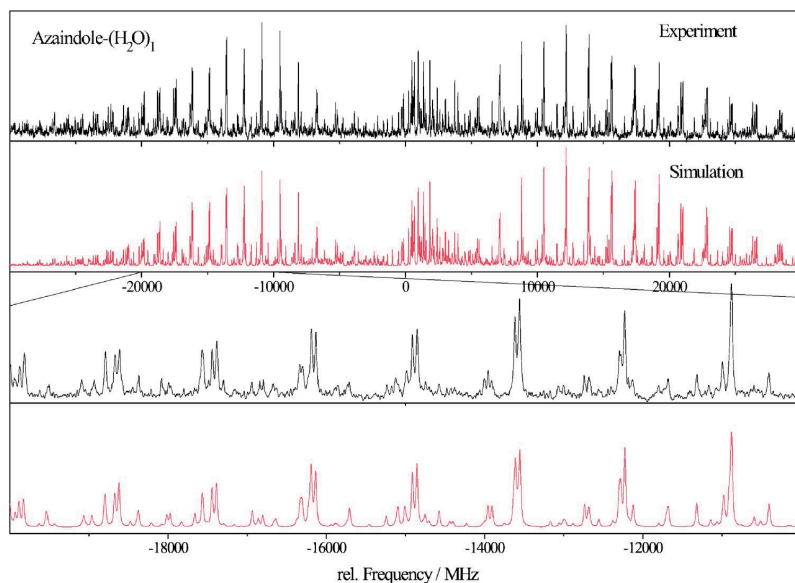 Azaindole-(H₂O)₁
Experiment
Simulation
-20000 -10000 0 10000 20000
-18000 -16000 -14000 -12000
rel. Frequency / MHz